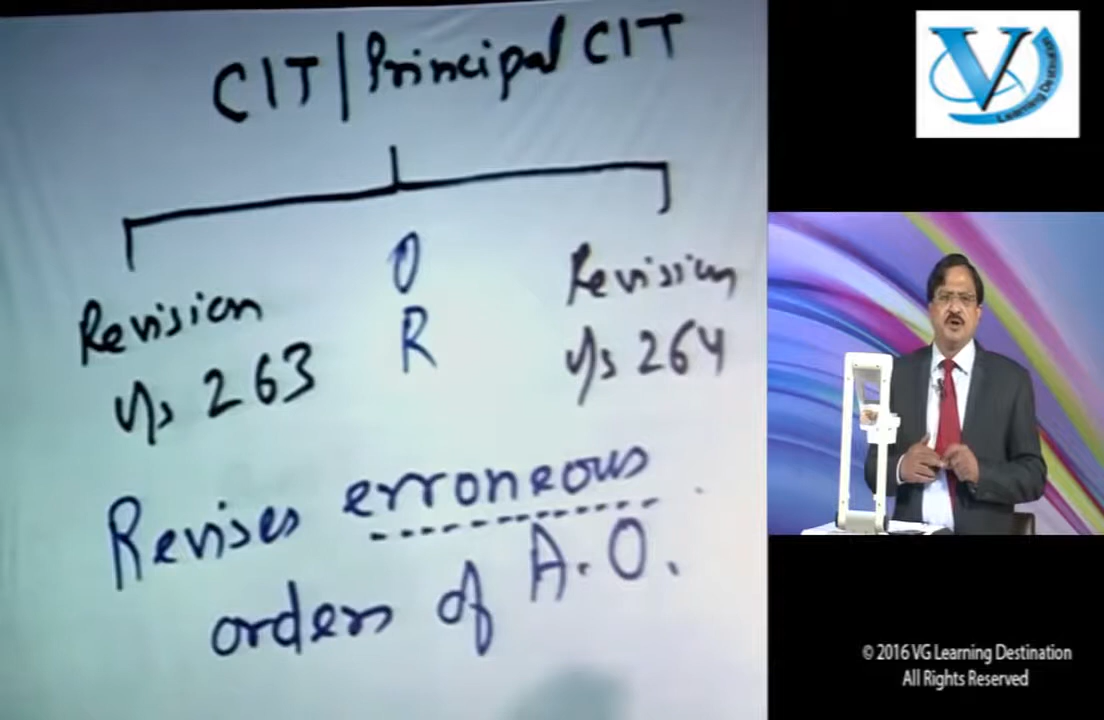 CIT | Principal CIT
Revision
u/s 263
O
R
Revision
u/s 264
Revises erroneous
orders of A.O.
V
Learning Destination
© 2016 VG Learning Destination
All Rights Reserved